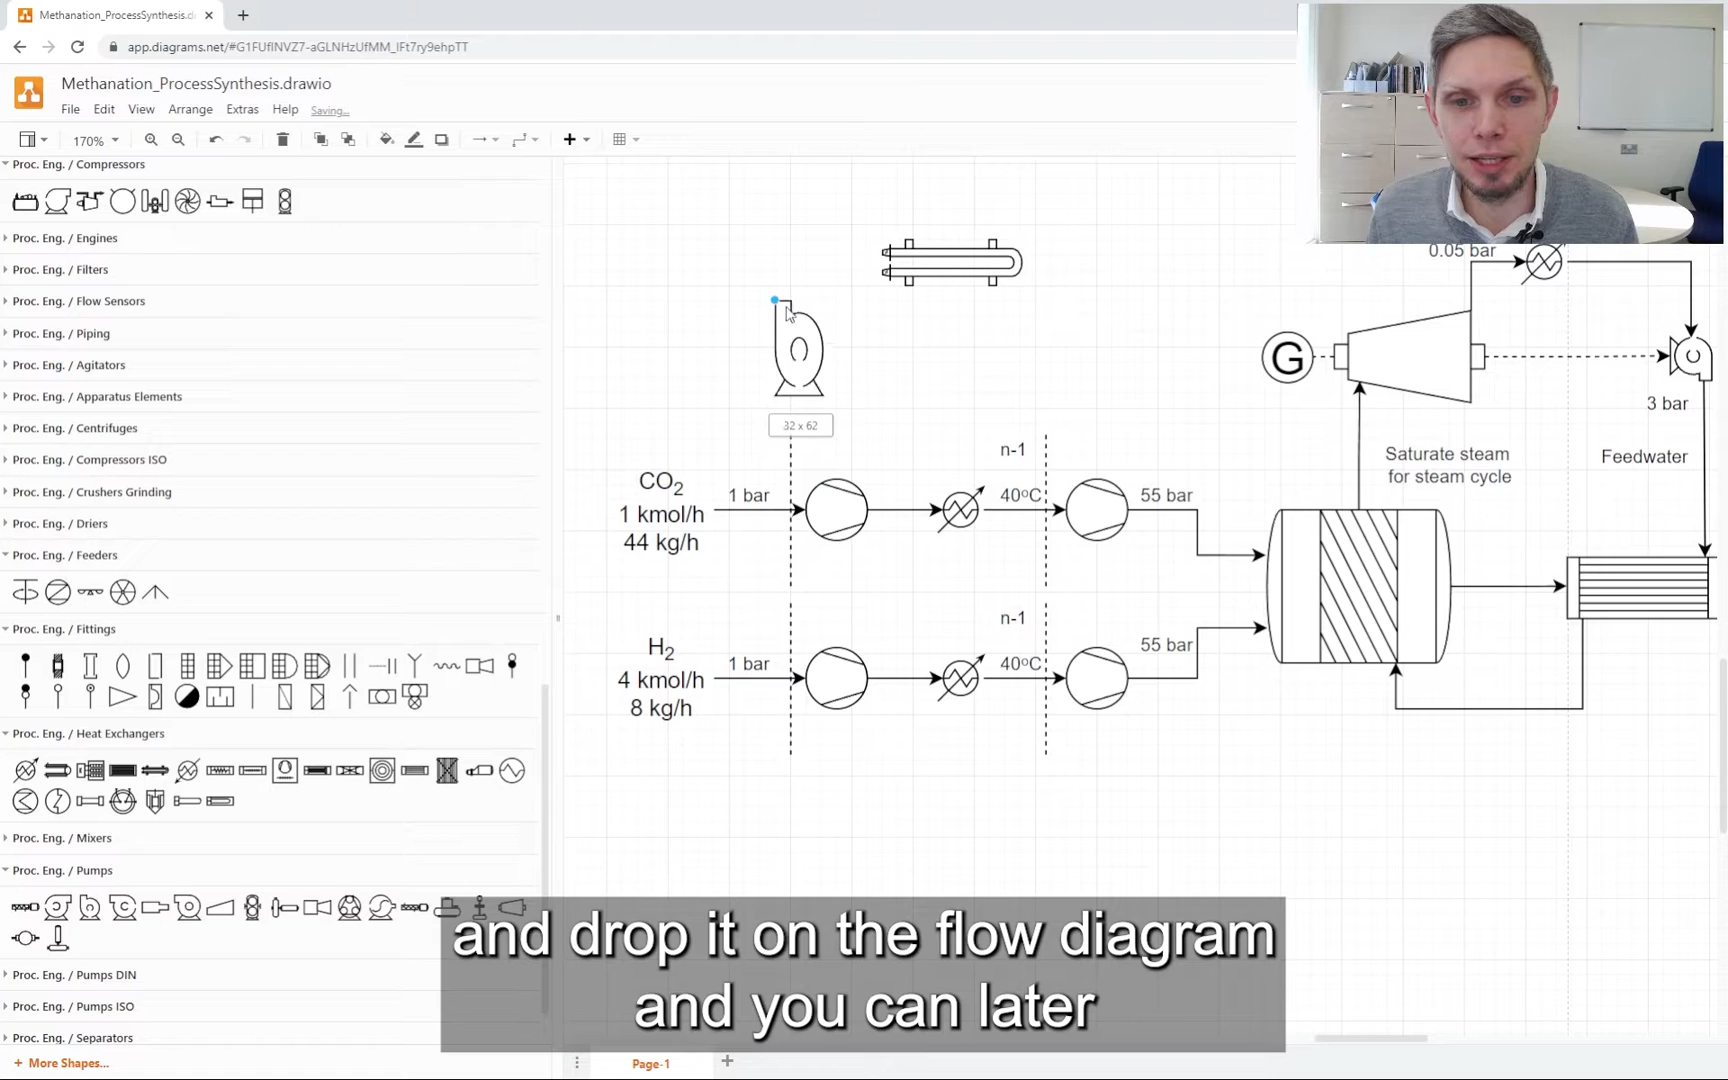 Methanation_ProcessSynthesis.d
app.diagrams.net/#G1FUfINVZ7-aGLNHzUfMM_IFt7ry9ehpTT
Methanation_ProcessSynthesis.drawio
File Edit View Arrange Extras Help Saving...
170%
Proc. Eng. / Compressors
Proc. Eng. / Engines
Proc. Eng. / Filters
Proc. Eng. / Flow Sensors
Proc. Eng. / Piping
Proc. Eng. / Agitators
Proc. Eng. / Apparatus Elements
Proc. Eng. / Centrifuges
Proc. Eng. / Compressors ISO
Proc. Eng. / Crushers Grinding
Proc. Eng. / Driers
Proc. Eng. / Feeders
Proc. Eng. / Fittings
Proc. Eng. / Heat Exchangers
Proc. Eng. / Mixers
Proc. Eng. / Pumps
Proc. Eng. / Pumps DIN
Proc. Eng. / Pumps ISO
Proc. Eng. / Separators
+ More Shapes...
0.05 bar
G
3 bar
32 x 62
Saturate steam
for steam cycle
Feedwater
CO2
1 kmol/h
44 kg/h
1 bar
n-1
40ºC
55 bar
H2
4 kmol/h
8 kg/h
1 bar
n-1
40ºC
55 bar
and drop it on the flow diagram
and you can later
Page-1